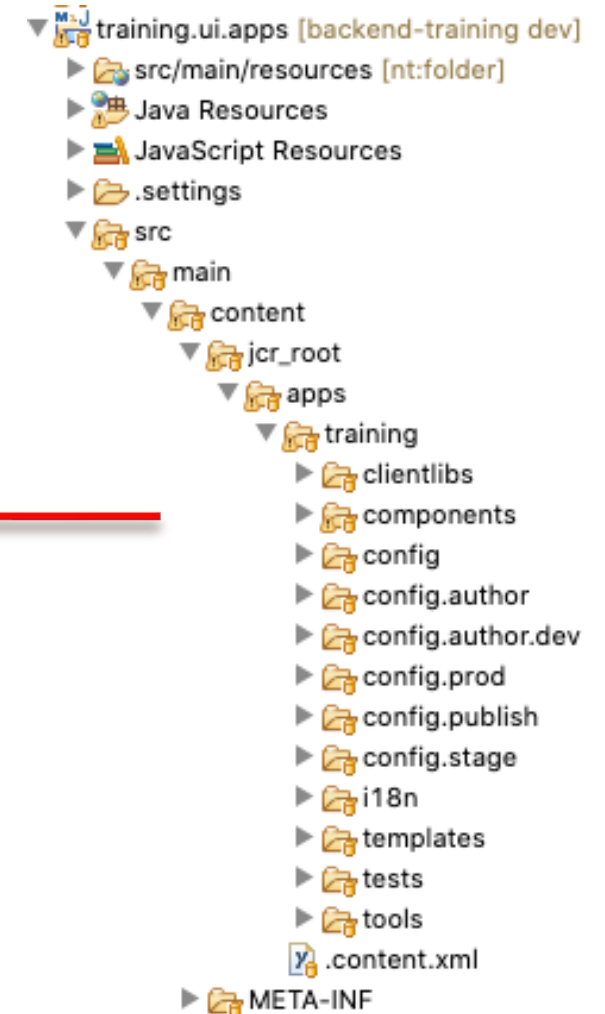 training.ui.apps [backend-training dev]
src/main/resources [nt:folder]
Java Resources
JavaScript Resources
.settings
src
main
content
jcr_root
apps
training
clientlibs
components
config
config.author
config.author.dev
config.prod
config.publish
config.stage
i18n
templates
tests
tools
.content.xml
META-INF